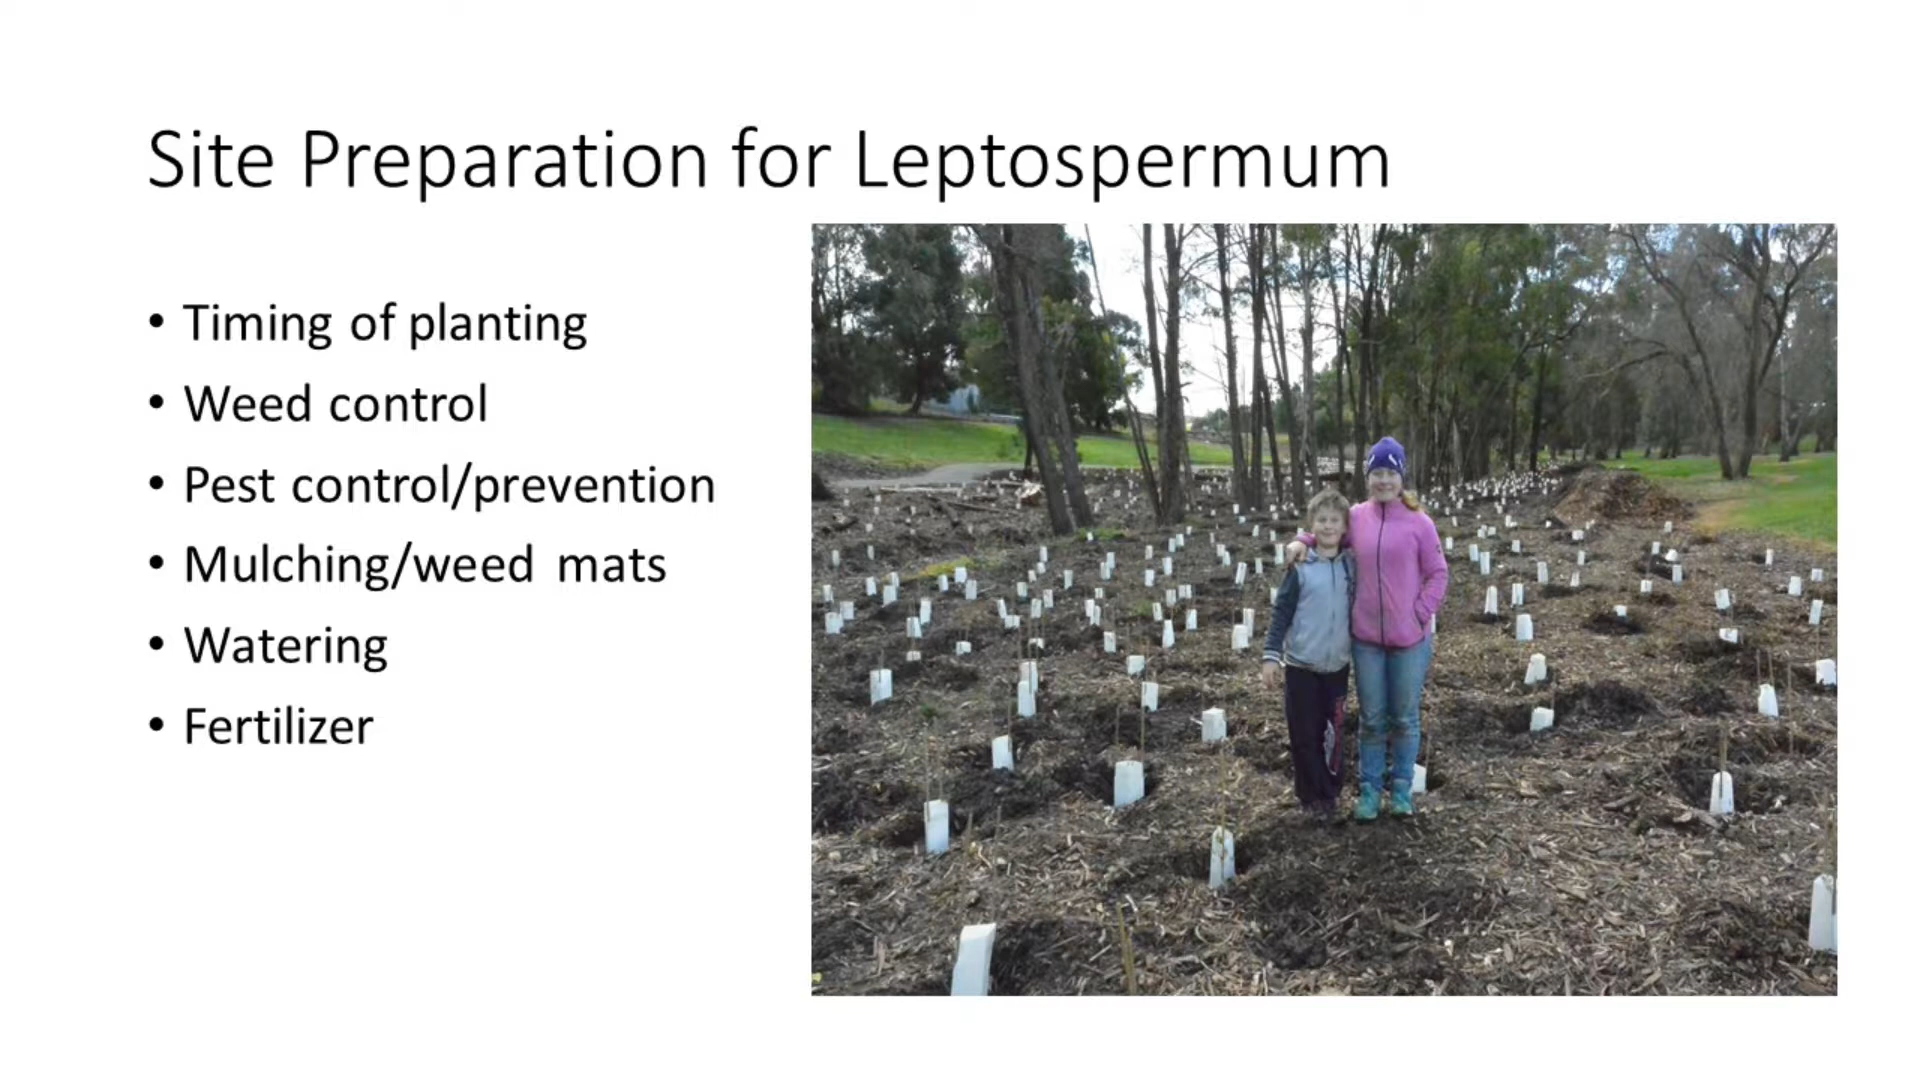 Site Preparation for Leptospermum
• Timing of planting
• Weed control
• Pest control/prevention
• Mulching/weed mats
• Watering
• Fertilizer